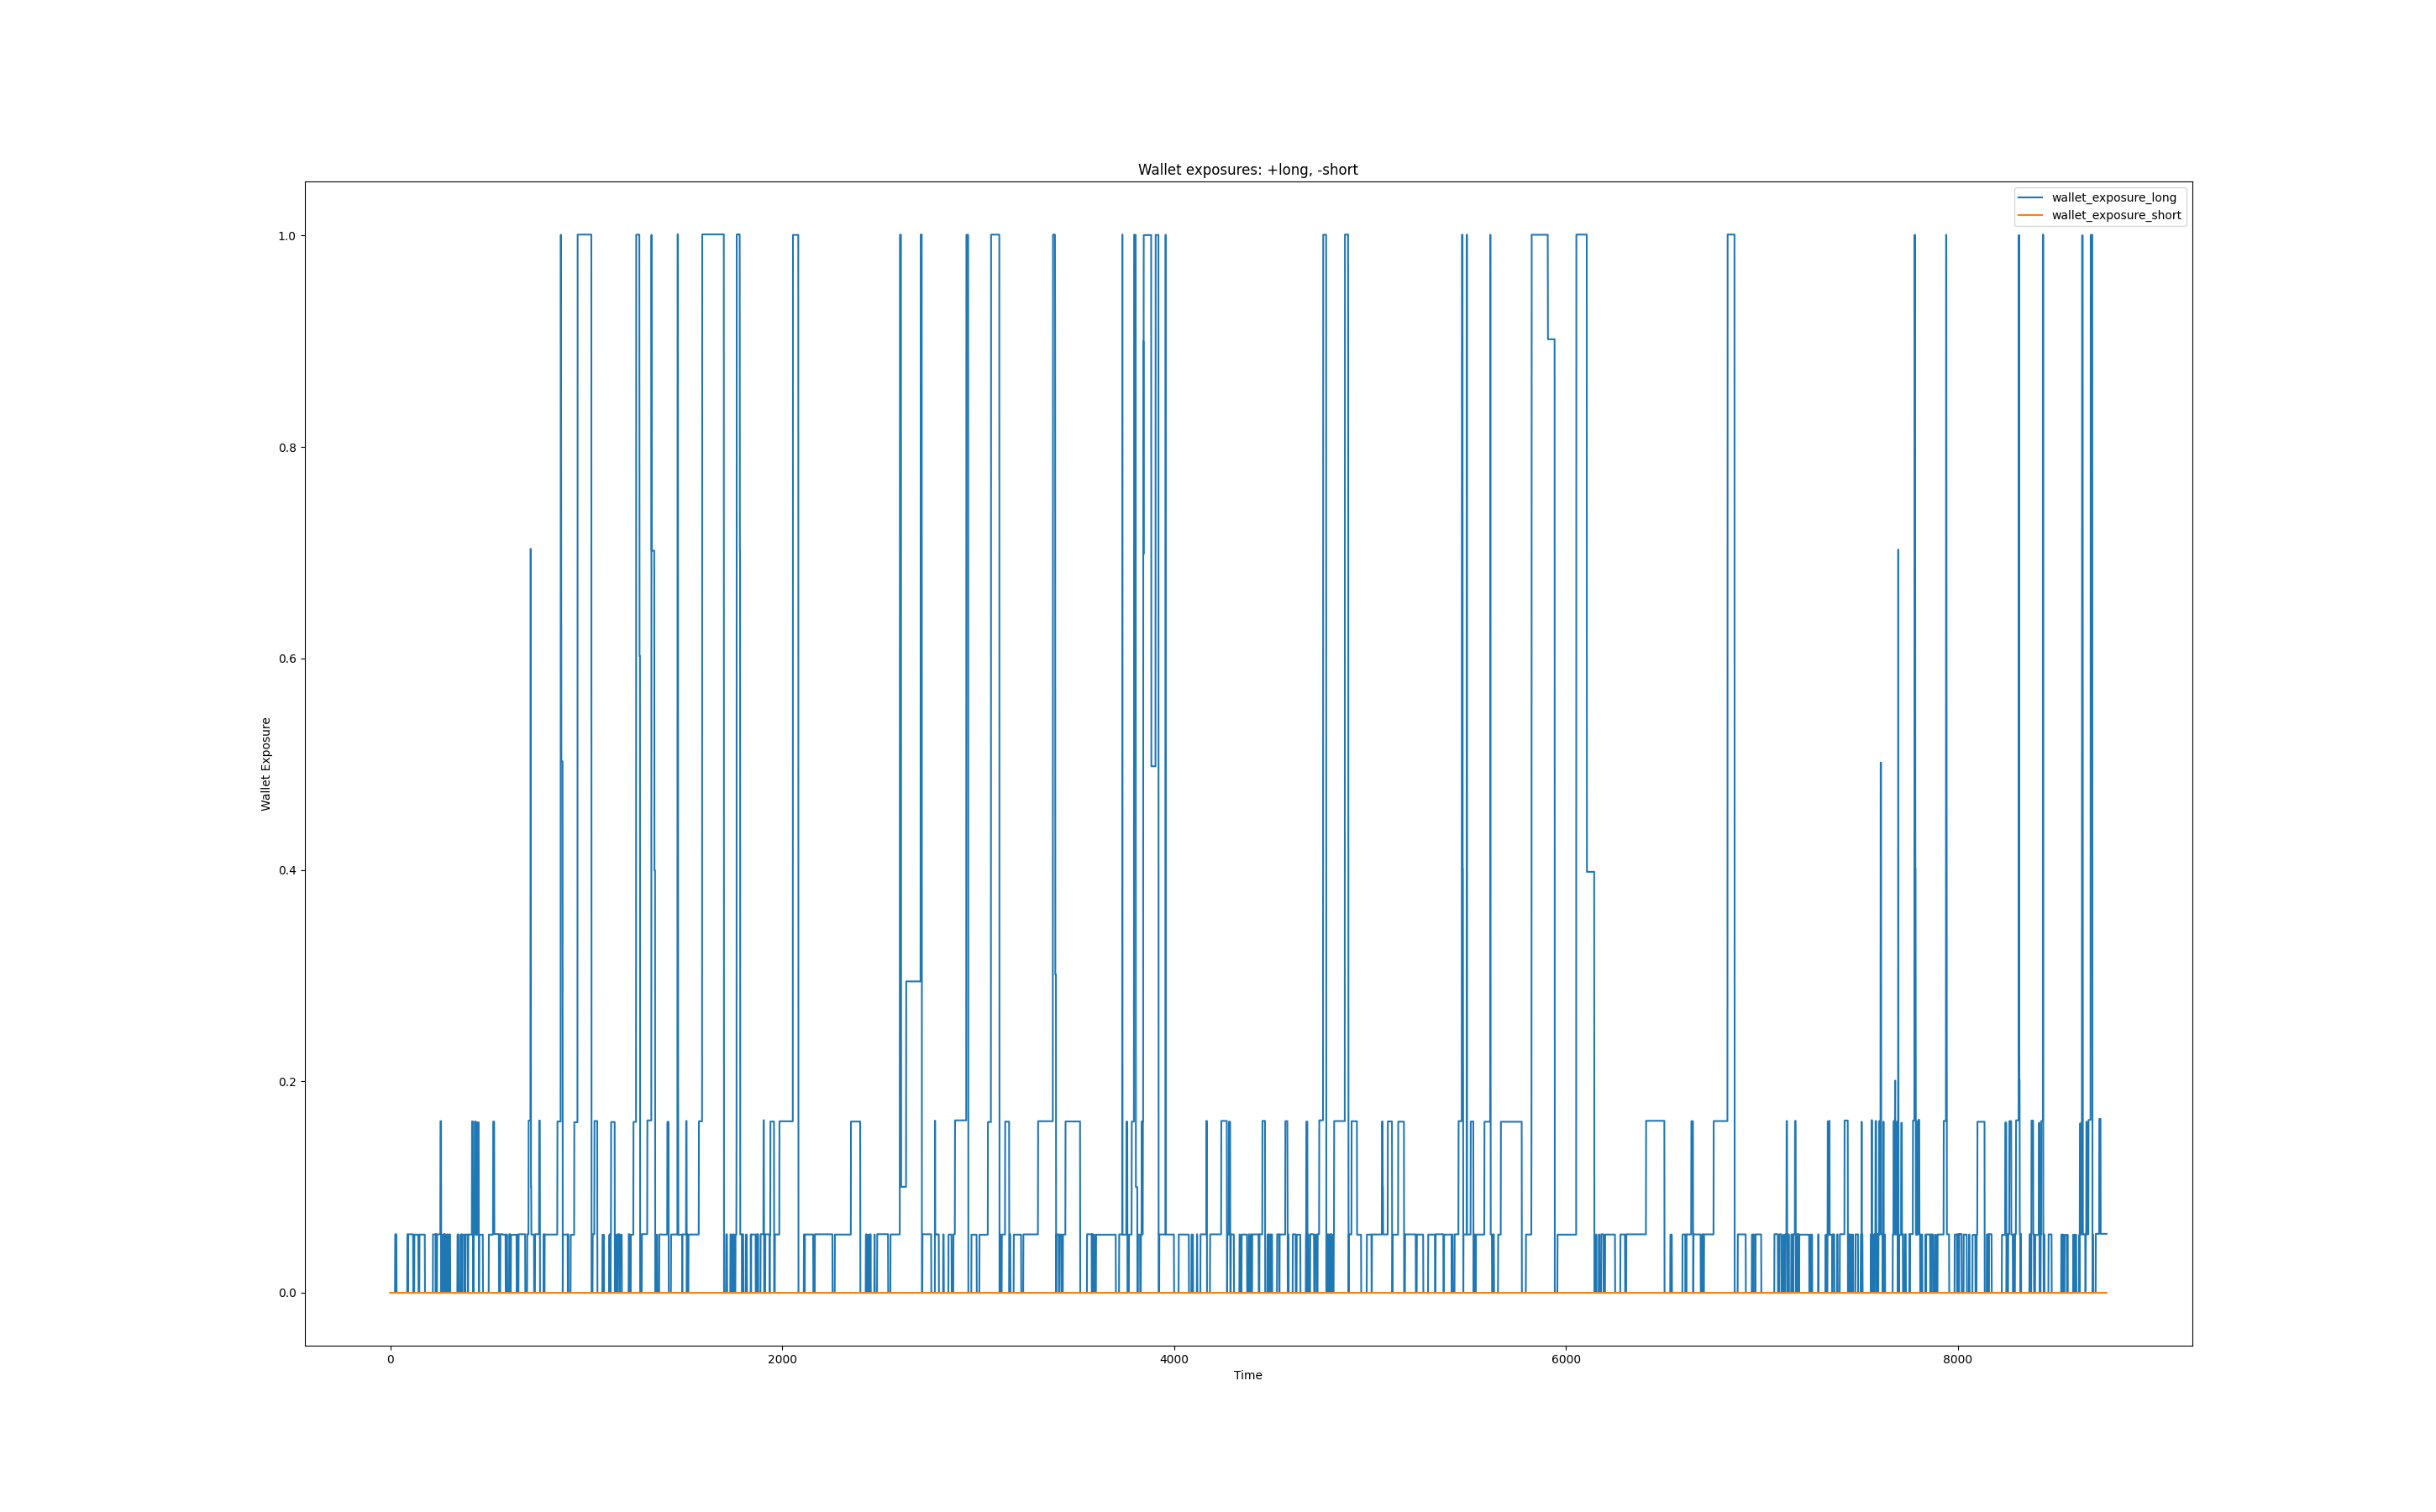 Wallet exposures: +long, -short
wallet_exposure_long
wallet_exposure_short
1.0
0.8
0.6
0.4
0.2
0.0
Wallet Exposure
0 2000 4000 6000 8000
Time